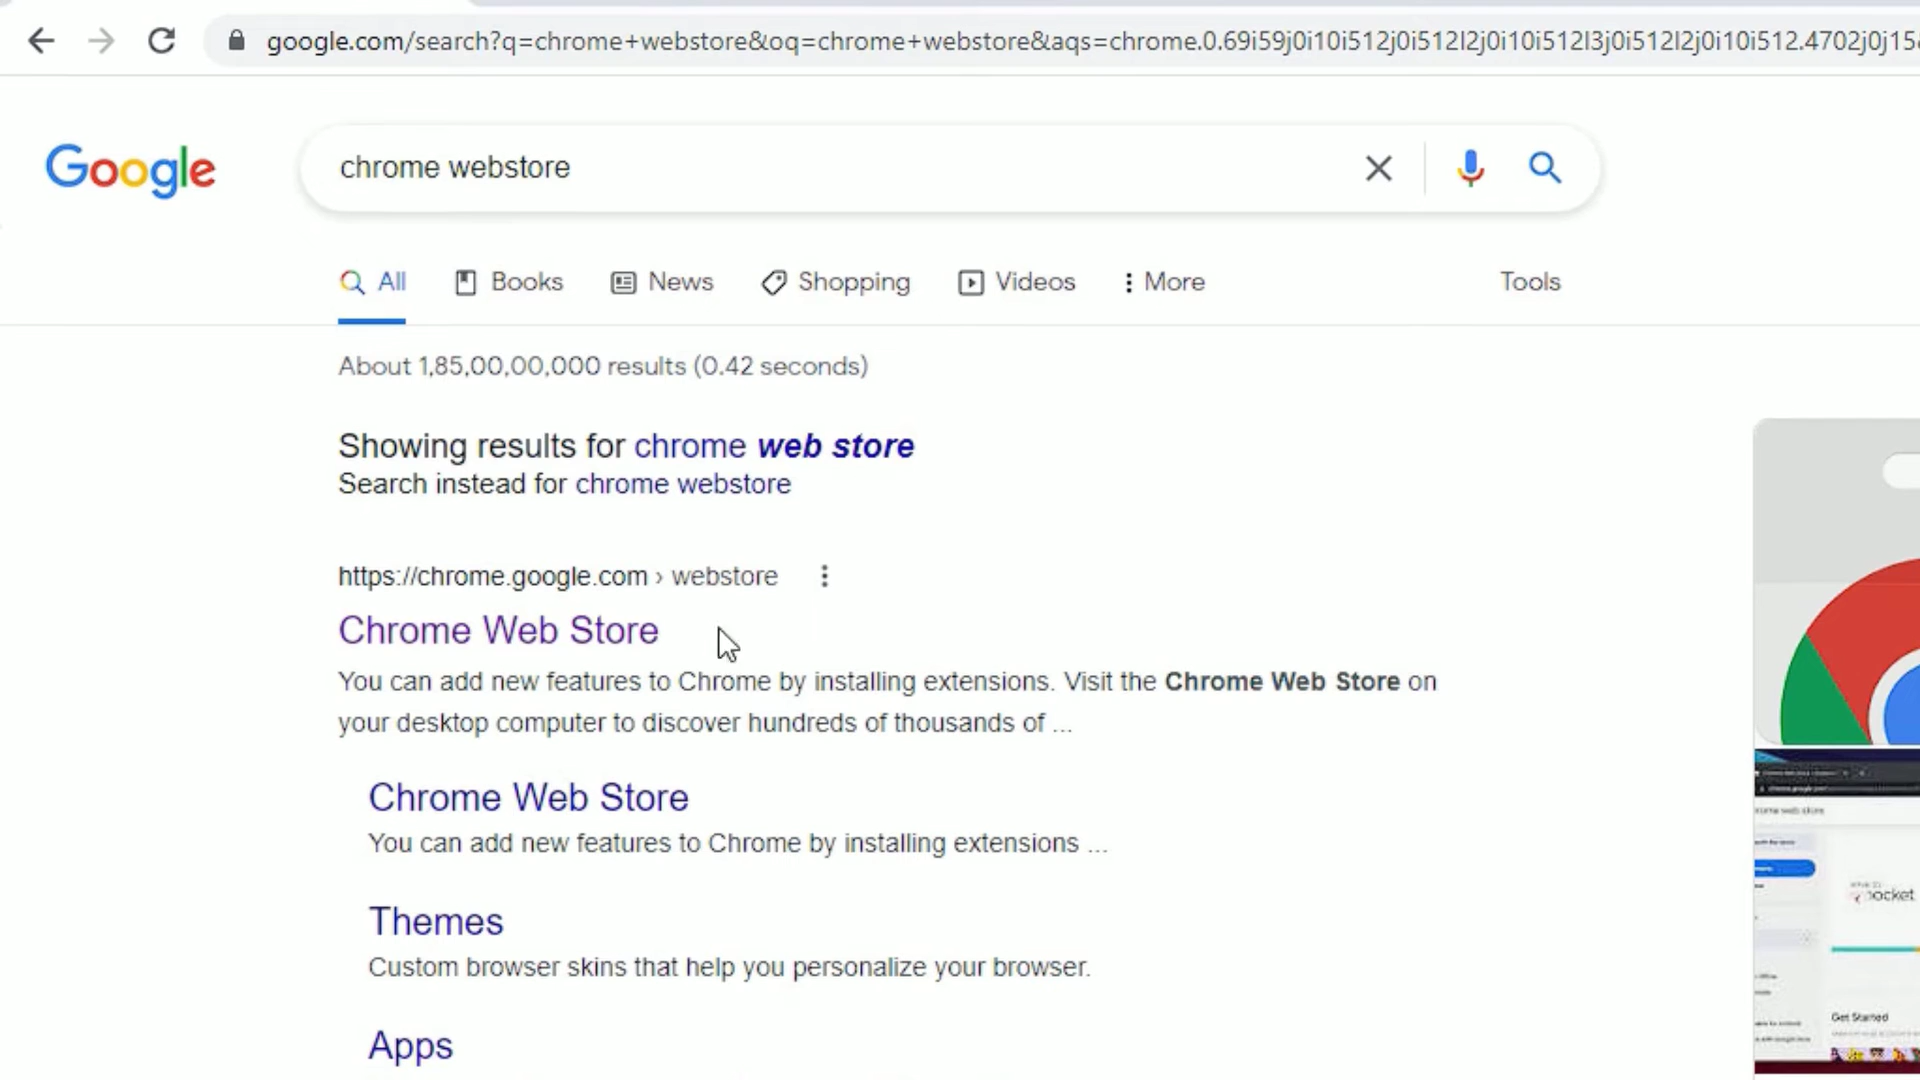 google.com/search?q=chrome+webstore&oq=chrome+webstore&aqs=chrome.0.69i59j0i10i512j0i512l2j0i10i512l3j0i512l2j0i10i512.4702j0j15
Google
chrome webstore
All Books News Shopping Videos More Tools
About 1,85,00,00,000 results (0.42 seconds)
Showing results for chrome web store
Search instead for chrome webstore
https://chrome.google.com › webstore
Chrome Web Store
You can add new features to Chrome by installing extensions. Visit the Chrome Web Store on
your desktop computer to discover hundreds of thousands of ...
Chrome Web Store
You can add new features to Chrome by installing extensions ...
Themes
Custom browser skins that help you personalize your browser.
Apps
Get Started